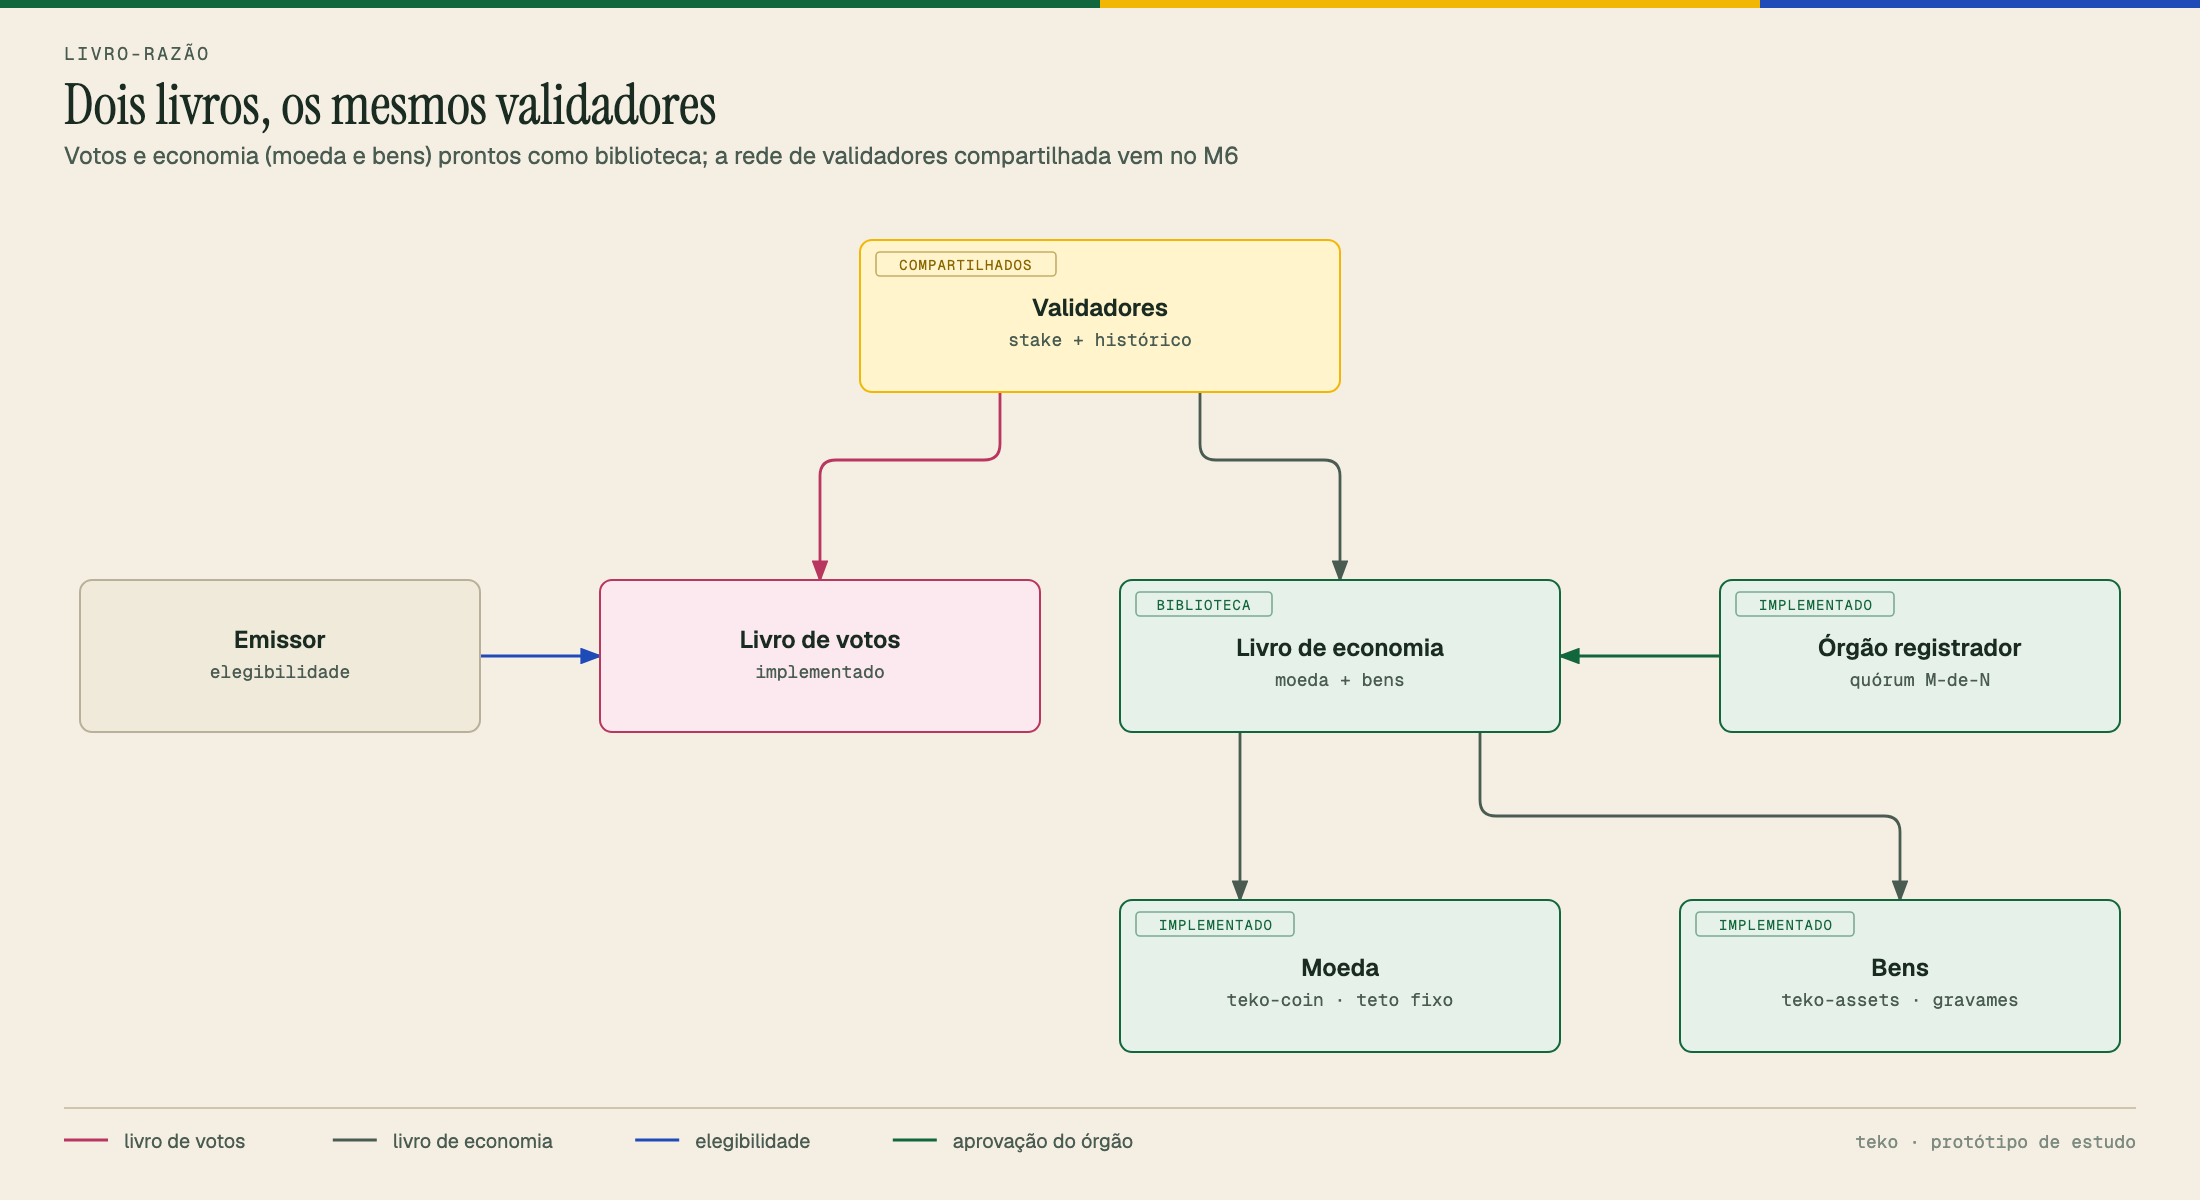 LIVRO-RAZÃO
Dois livros, os mesmos validadores
Votos e economia (moeda e bens) prontos como biblioteca; a rede de validadores compartilhada vem no M6
COMPARTILHADOS
Validadores
stake + histórico
Emissor
elegibilidade
Livro de votos
implementado
BIBLIOTECA
Livro de economia
moeda + bens
IMPLEMENTADO
Órgão registrador
quórum M-de-N
IMPLEMENTADO
Moeda
teko-coin · teto fixo
IMPLEMENTADO
Bens
teko-assets · gravames
livro de votos
livro de economia
elegibilidade
aprovação do órgão
teko · protótipo de estudo